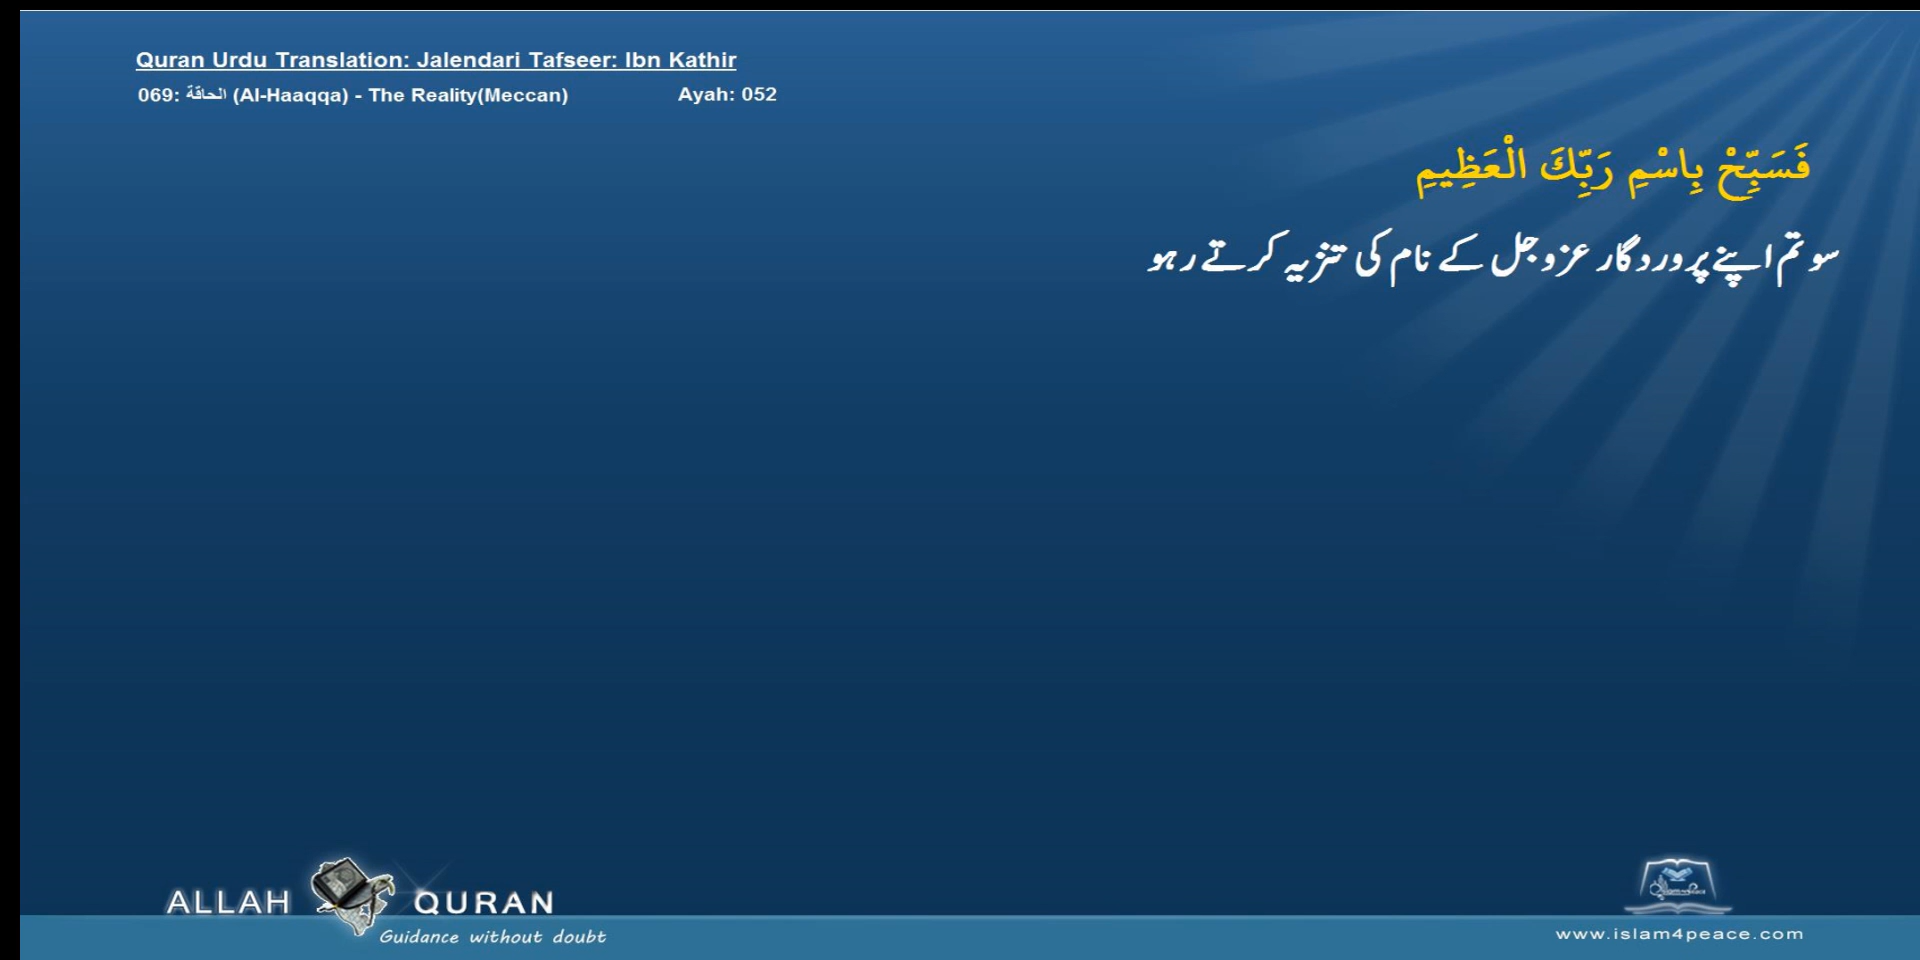 Quran Urdu Translation: Jalendari Tafseer: Ibn Kathir
069: الحاقة (Al-Haaqqa) - The Reality(Meccan) Ayah: 052
فَسَبِّحْ بِاسْمِ رَبِّكَ الْعَظِيمِ
سو تم اپنے پروردگار عزوجل کے نام کی تنزیہ کرتے رہو
ALLAH QURAN
Guidance without doubt
www.islam4peace.com